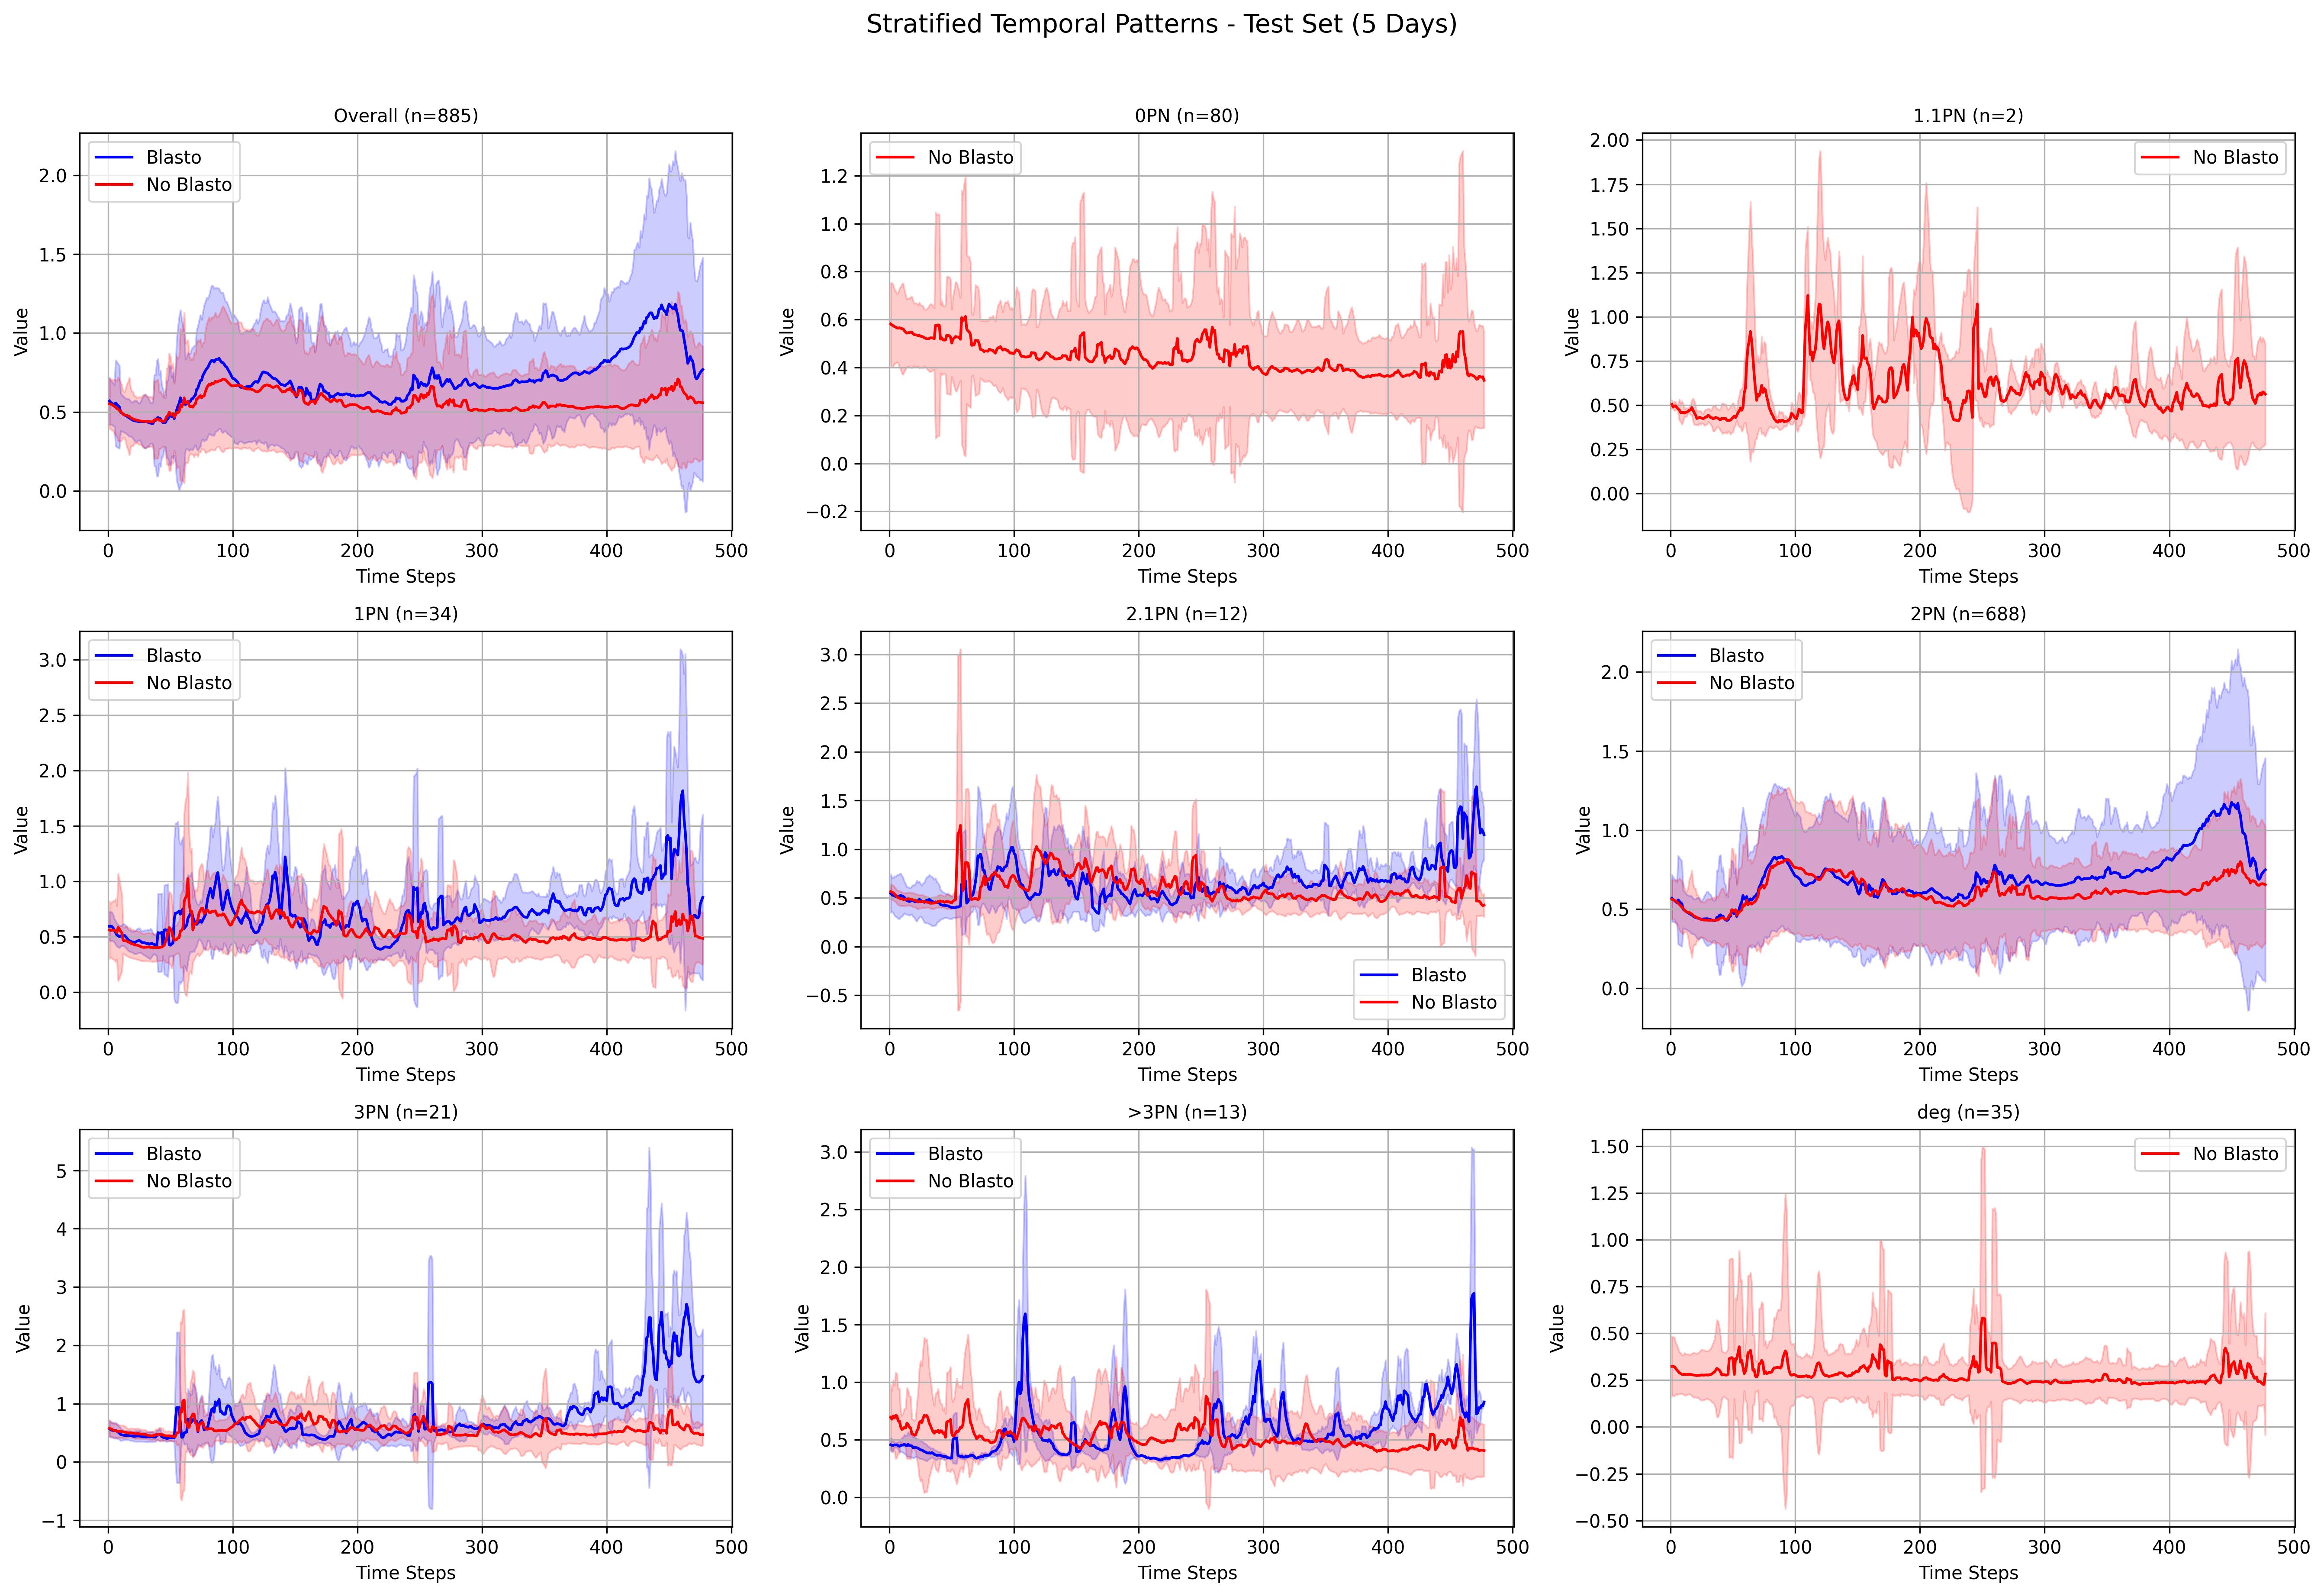 Stratified Temporal Patterns - Test Set (5 Days)
Overall (n=885)
Blasto
No Blasto
Value
2.0
1.5
1.0
0.5
0.0
0 100 200 300 400 500
Time Steps
0PN (n=80)
No Blasto
Value
1.2
1.0
0.8
0.6
0.4
0.2
0.0
−0.2
0 100 200 300 400 500
Time Steps
1.1PN (n=2)
No Blasto
Value
2.00
1.75
1.50
1.25
1.00
0.75
0.50
0.25
0.00
0 100 200 300 400 500
Time Steps
1PN (n=34)
Blasto
No Blasto
Value
3.0
2.5
2.0
1.5
1.0
0.5
0.0
0 100 200 300 400 500
Time Steps
2.1PN (n=12)
Value
3.0
2.5
2.0
1.5
1.0
0.5
0.0
−0.5
Blasto
No Blasto
0 100 200 300 400 500
Time Steps
2PN (n=688)
Blasto
No Blasto
Value
2.0
1.5
1.0
0.5
0.0
0 100 200 300 400 500
Time Steps
3PN (n=21)
Blasto
No Blasto
Value
5
4
3
2
1
0
−1
0 100 200 300 400 500
Time Steps
>3PN (n=13)
Blasto
No Blasto
Value
3.0
2.5
2.0
1.5
1.0
0.5
0.0
0 100 200 300 400 500
Time Steps
deg (n=35)
No Blasto
Value
1.50
1.25
1.00
0.75
0.50
0.25
0.00
−0.25
−0.50
0 100 200 300 400 500
Time Steps